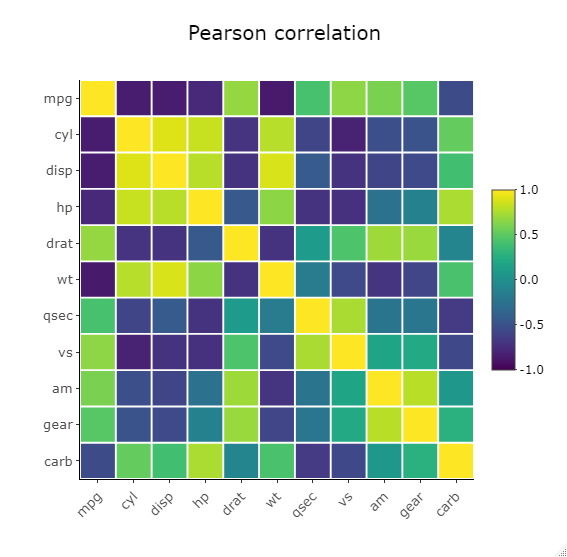 Pearson correlation
mpg
cyl
disp
hp
drat
wt
qsec
vs
am
gear
carb
1.0
0.5
0.0
-0.5
-1.0
mpg
cyl
disp
hp
drat
wt
qsec
vs
am
gear
carb